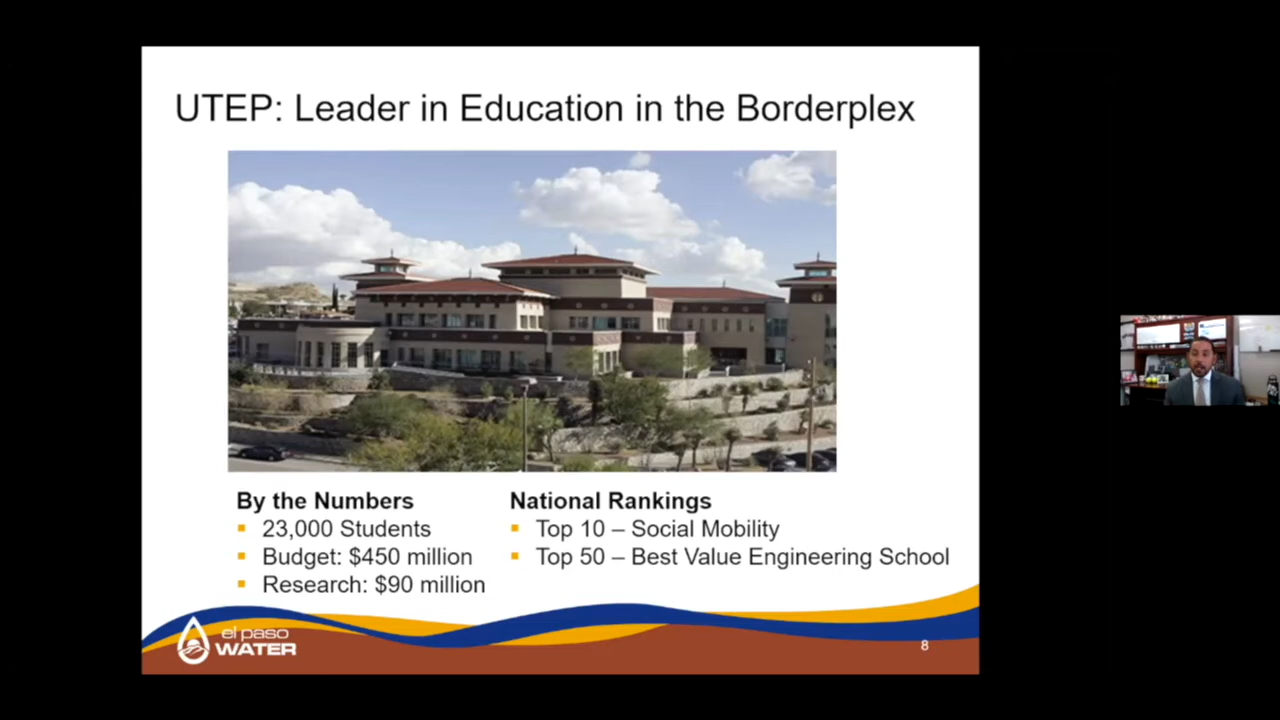 UTEP: Leader in Education in the Borderplex
By the Numbers
23,000 Students
Budget: $450 million
Research: $90 million
National Rankings
Top 10 – Social Mobility
Top 50 – Best Value Engineering School
el paso
WATER
8